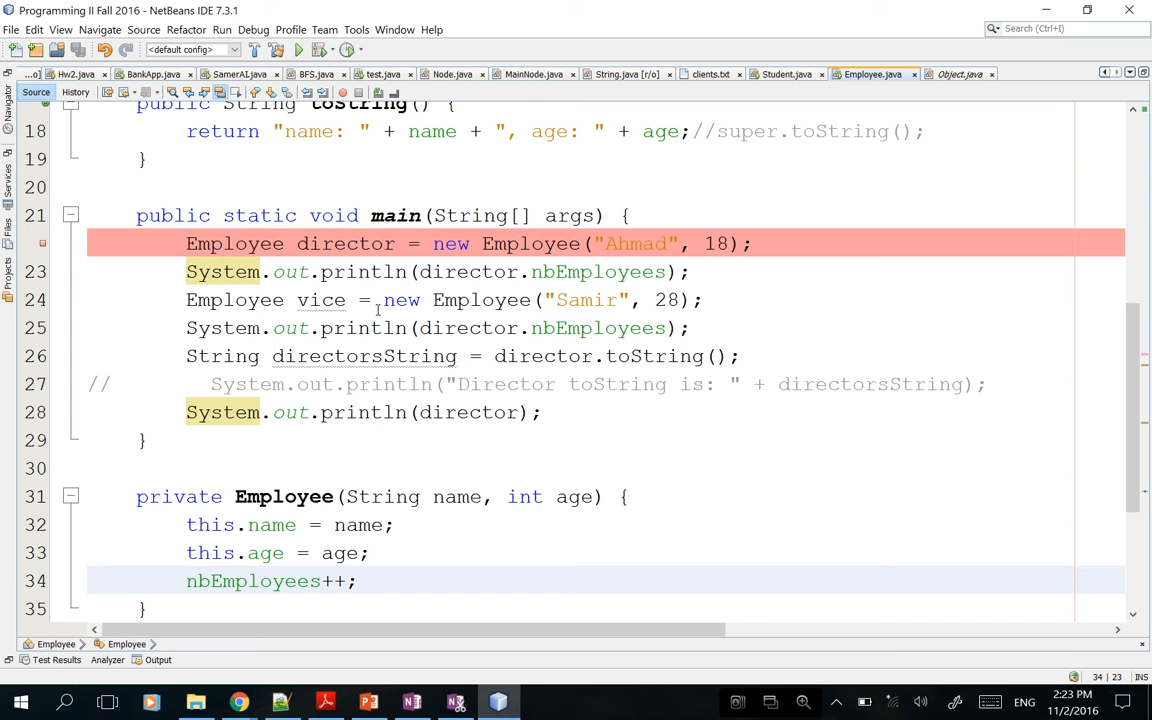 Programming II Fall 2016 - NetBeans IDE 7.3.1
File Edit View Navigate Source Refactor Run Debug Profile Team Tools Window Help
Search (Ctrl+I)
<default config>
...o] Hw2.java BankApp.java SamerAI.java BFS.java test.java Node.java MainNode.java String.java [r/o] clients.txt Student.java Employee.java Object.java
Source History
Navigator
Services
Files
Projects
public String toString() {
18 return "name: " + name + ", age: " + age;//super.toString();
19 }
20
21 public static void main(String[] args) {
Employee director = new Employee("Ahmad", 18);
23 System.out.println(director.nbEmployees);
24 Employee vice = new Employee("Samir", 28);
25 System.out.println(director.nbEmployees);
26 String directorsString = director.toString();
27 // System.out.println("Director toString is: " + directorsString);
28 System.out.println(director);
29 }
30
31 private Employee(String name, int age) {
32 this.name = name;
33 this.age = age;
34 nbEmployees++;
35 }
Employee Employee
Test Results Analyzer Output
34 | 23 INS
ENG 2:23 PM
11/2/2016